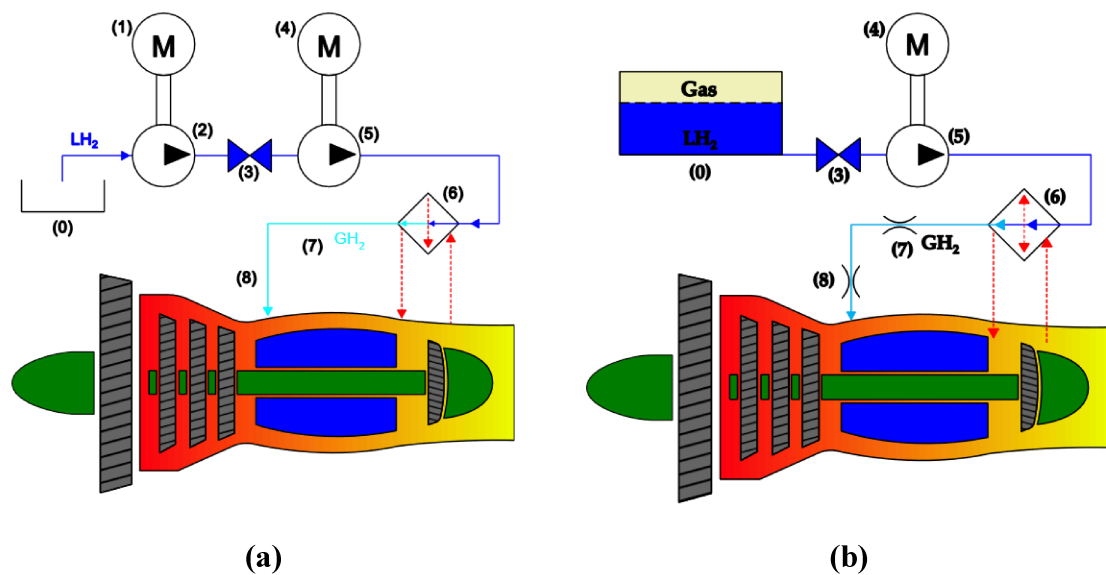 (1)
M
(4)
M
LH₂
(2)
(5)
(3)
(0)
(6)
(7)
GH₂
(8)
(a)
(4)
M
Gas
LH₂
(5)
(0)
(3)
(6)
(7)
GH₂
(8)
(b)